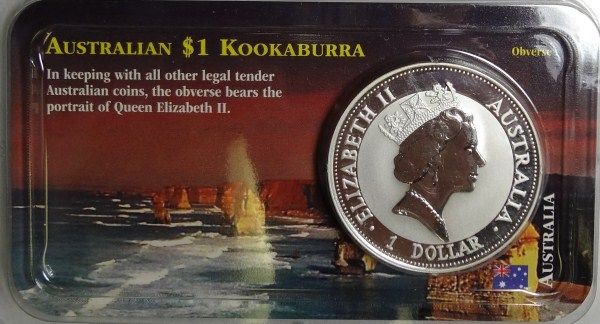 AUSTRALIAN $1 KOOKABURRA
Obverse
In keeping with all other legal tender
Australian coins, the obverse bears the
portrait of Queen Elizabeth II.
· ELIZABETH II AUSTRALIA ·
1 DOLLAR
AUSTRALIA